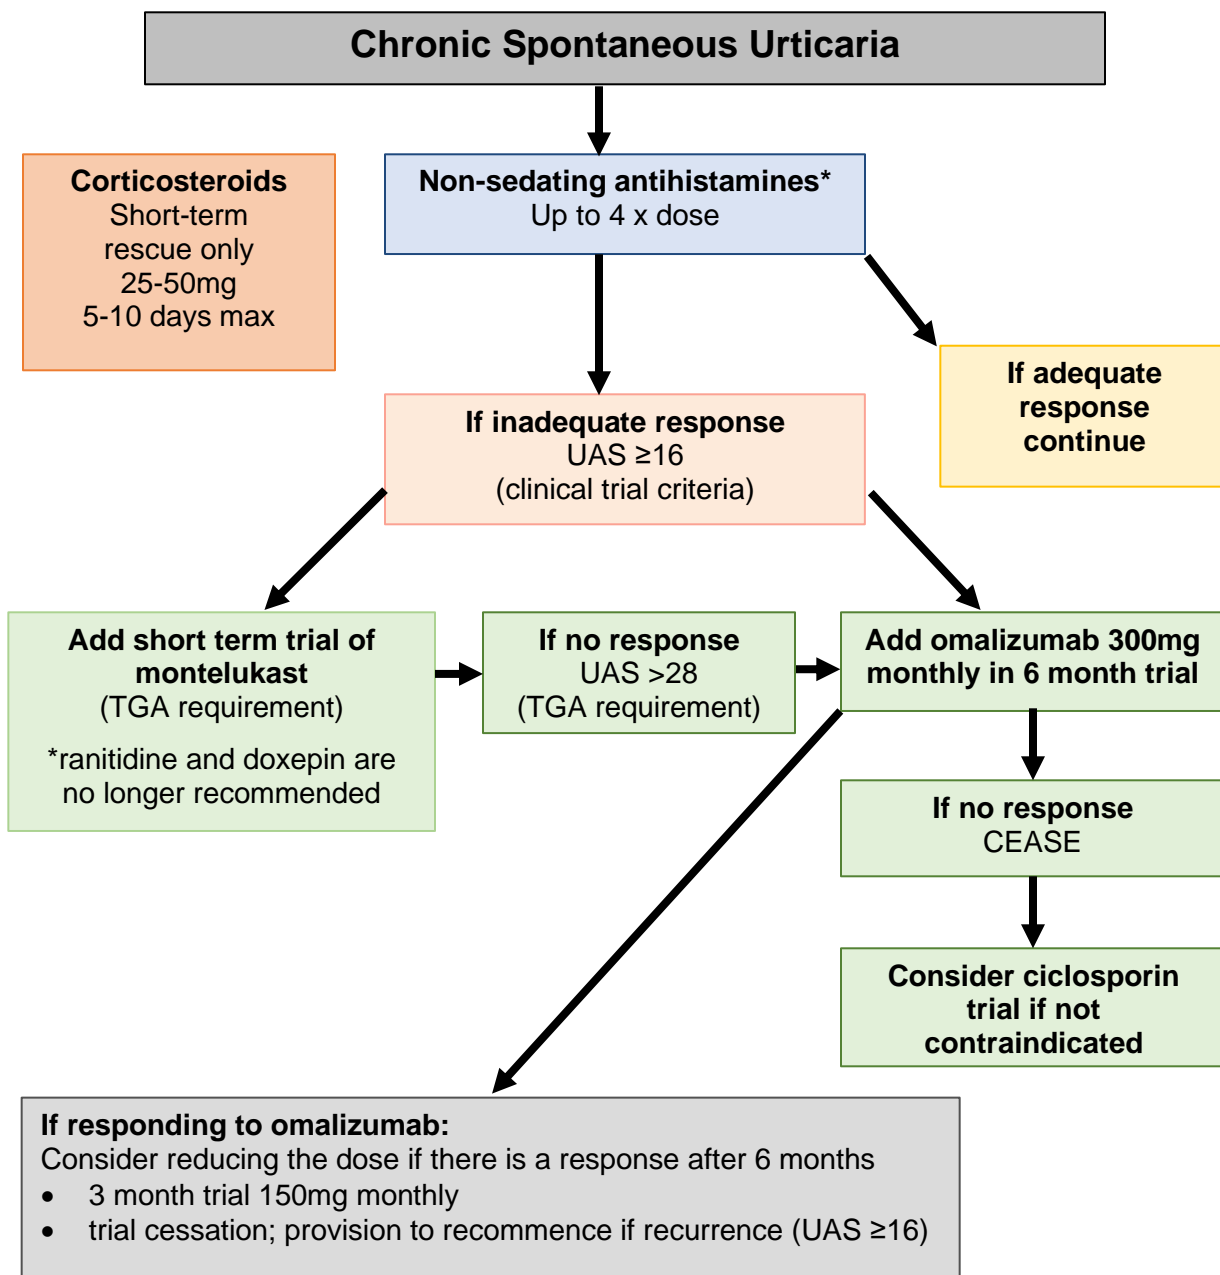 Chronic Spontaneous Urticaria
Corticosteroids
Short-term
rescue only
25-50mg
5-10 days max
Non-sedating antihistamines*
Up to 4 x dose
If adequate
response
continue
If inadequate response
UAS ≥16
(clinical trial criteria)
Add short term trial of
montelukast
(TGA requirement)
*ranitidine and doxepin are
no longer recommended
If no response
UAS >28
(TGA requirement)
Add omalizumab 300mg
monthly in 6 month trial
If no response
CEASE
Consider ciclosporin
trial if not
contraindicated
If responding to omalizumab:
Consider reducing the dose if there is a response after 6 months
• 3 month trial 150mg monthly
• trial cessation; provision to recommence if recurrence (UAS ≥16)